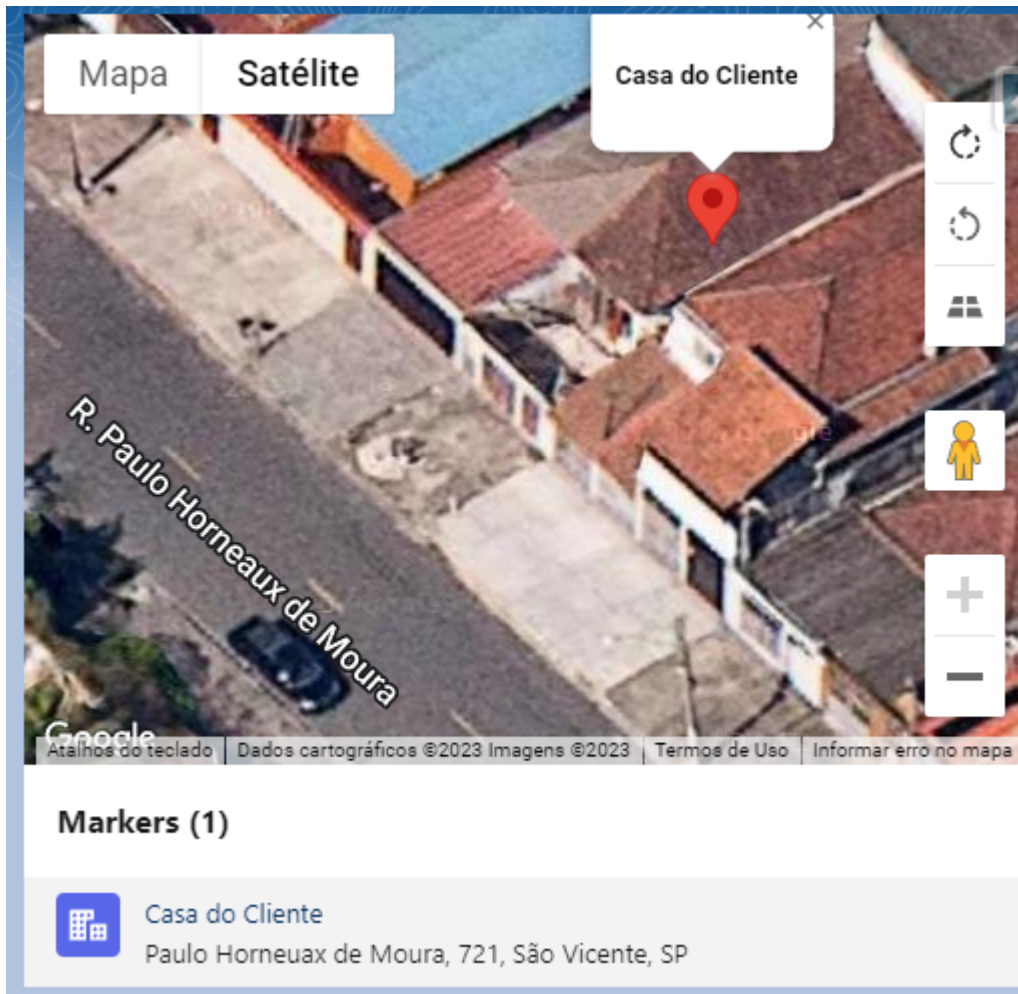 Mapa
Satélite
Casa do Cliente
R. Paulo Horneaux de Moura
Google
Atalhos do teclado
Dados cartográficos ©2023 Imagens ©2023
Termos de Uso
Informar erro no mapa
Markers (1)
Casa do Cliente
Paulo Horneuax de Moura, 721, São Vicente, SP